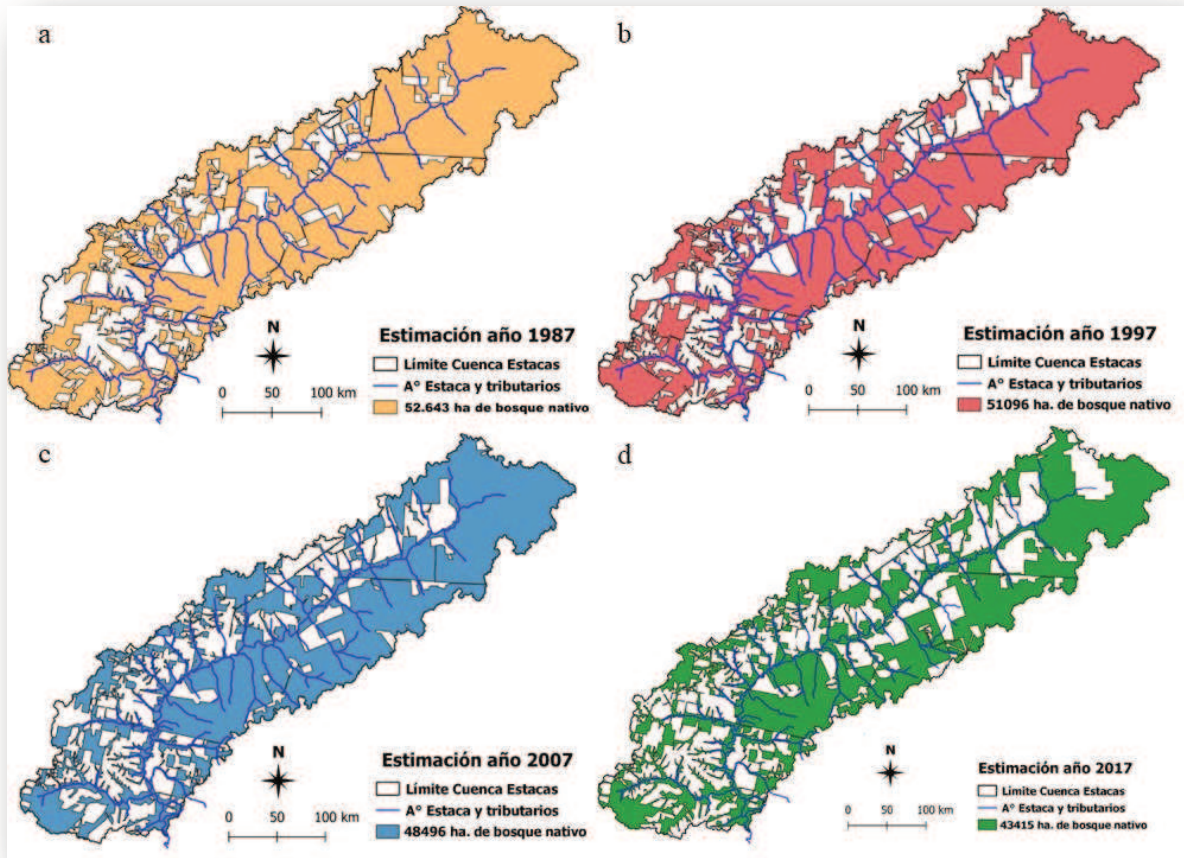 a
N
0 50 100 km
Estimación año 1987
Límite Cuenca Estacas
A° Estaca y tributarios
52.643 ha de bosque nativo
b
N
0 50 100 km
Estimación año 1997
Límite Cuenca Estacas
A° Estaca y tributarios
51096 ha. de bosque nativo
c
N
0 50 100 km
Estimación año 2007
Límite Cuenca Estacas
A° Estaca y tributarios
48496 ha. de bosque nativo
d
N
0 50 100 km
Estimación año 2017
Límite Cuenca Estacas
A° Estaca y tributarios
43415 ha. de bosque nativo